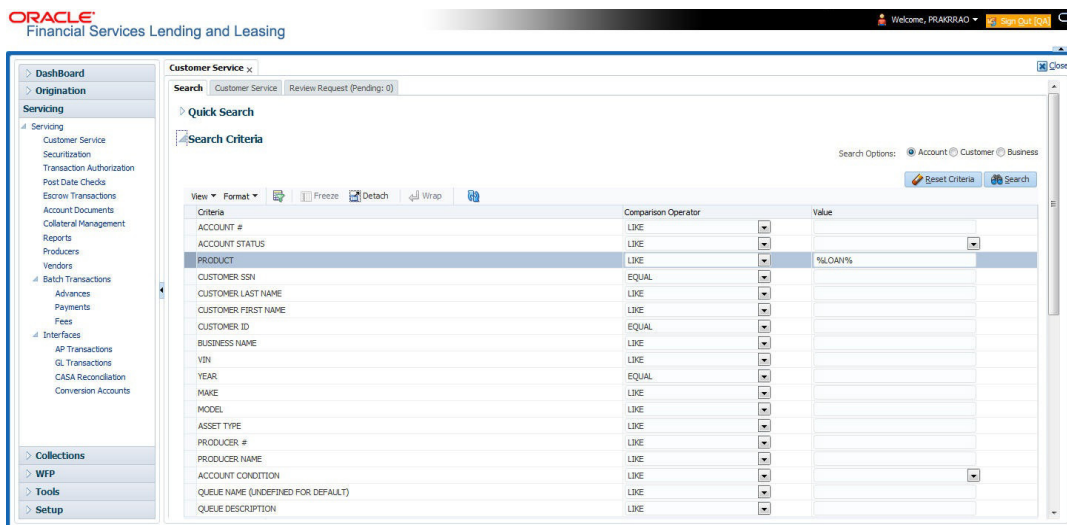 ORACLE®
Financial Services Lending and Leasing
Welcome, PRAKRRAO
Sign Out [QA]
DashBoard
Origination
Servicing
Servicing
Customer Service
Securitization
Transaction Authorization
Post Date Checks
Escrow Transactions
Account Documents
Collateral Management
Reports
Producers
Vendors
Batch Transactions
Advances
Payments
Fees
Interfaces
AP Transactions
GL Transactions
CASA Reconciliation
Conversion Accounts
Collections
WFP
Tools
Setup
Customer Service
Close
Search Customer Service Review Request (Pending: 0)
Quick Search
Search Criteria
Search Options: Account Customer Business
Reset Criteria Search
View Format Freeze Detach Wrap
Criteria Comparison Operator Value
ACCOUNT # LIKE
ACCOUNT STATUS LIKE
PRODUCT LIKE %LOAN%
CUSTOMER SSN EQUAL
CUSTOMER LAST NAME LIKE
CUSTOMER FIRST NAME LIKE
CUSTOMER ID EQUAL
BUSINESS NAME LIKE
VIN LIKE
YEAR EQUAL
MAKE LIKE
MODEL LIKE
ASSET TYPE LIKE
PRODUCER # LIKE
PRODUCER NAME LIKE
ACCOUNT CONDITION LIKE
QUEUE NAME (UNDEFINED FOR DEFAULT) LIKE
QUEUE DESCRIPTION LIKE